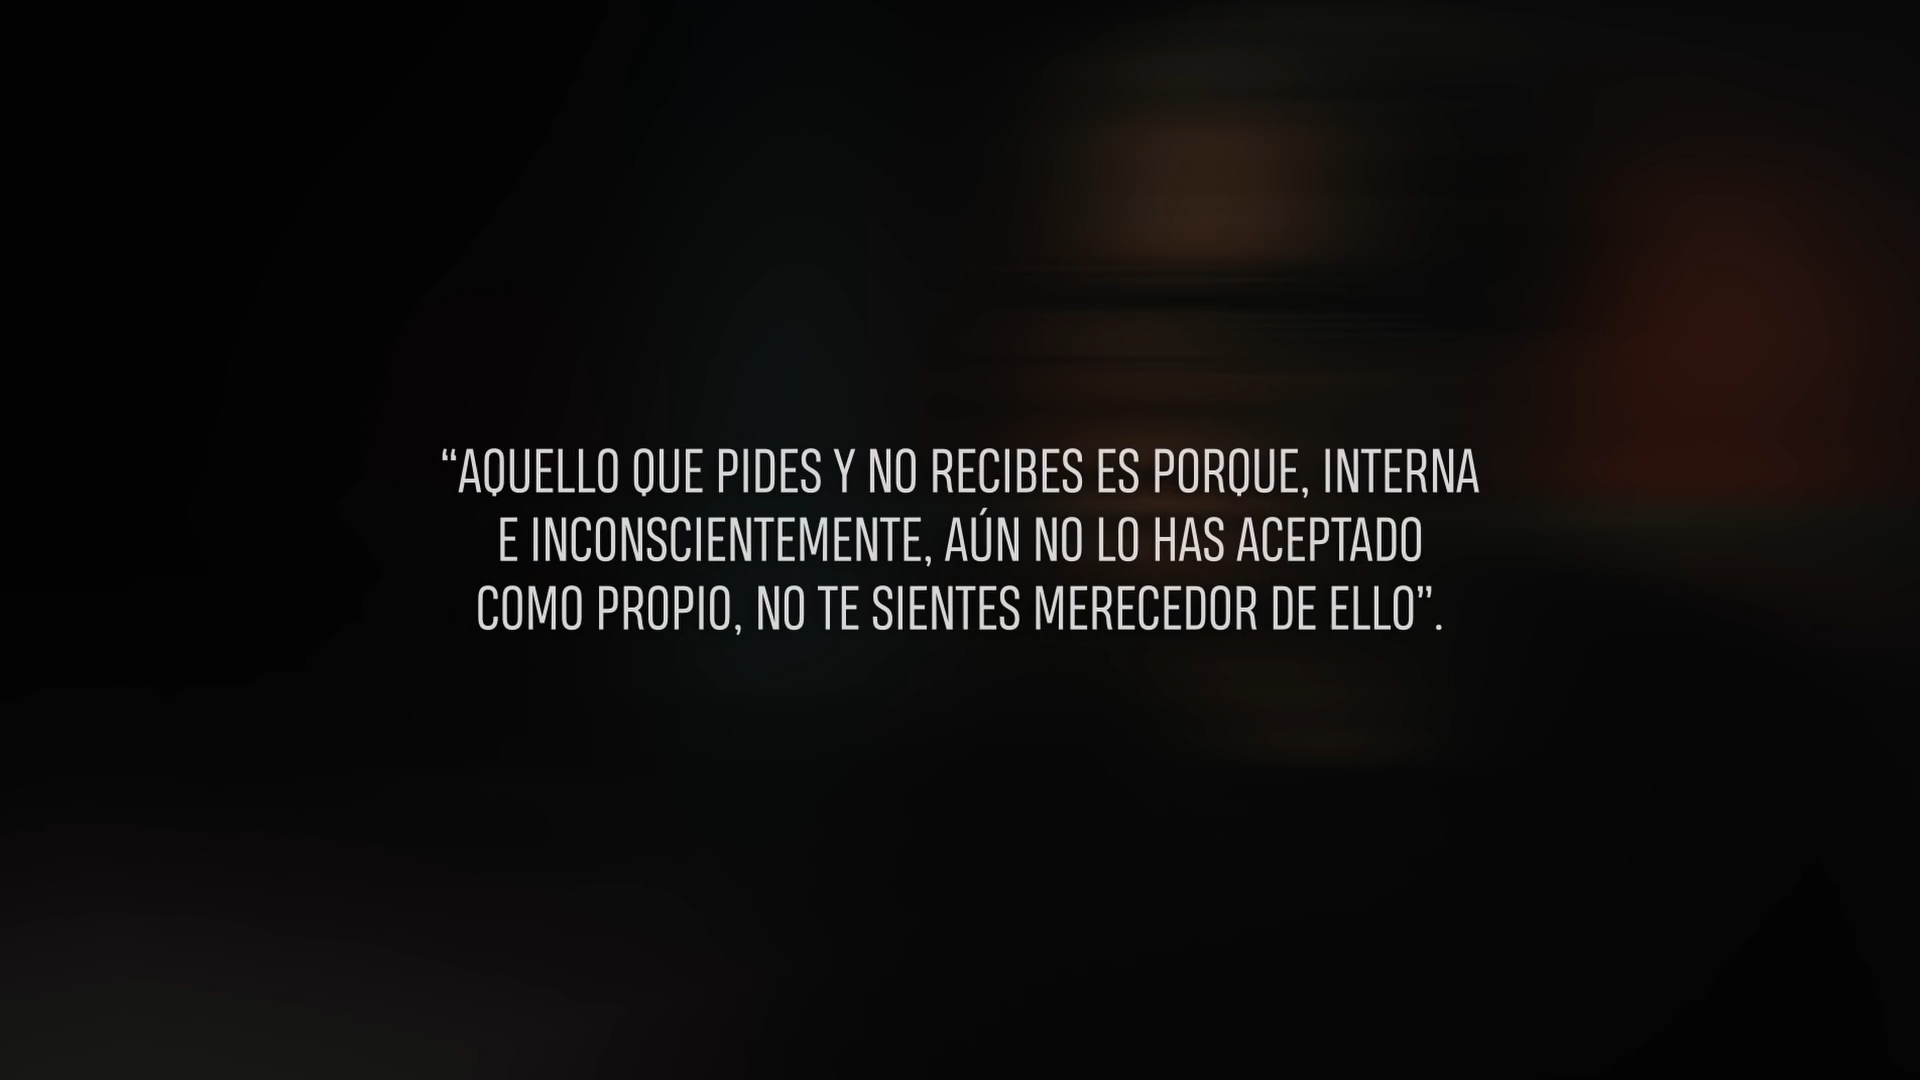 “AQUELLO QUE PIDES Y NO RECIBES ES PORQUE, INTERNA
E INCONSCIENTEMENTE, AÚN NO LO HAS ACEPTADO
COMO PROPIO, NO TE SIENTES MERECEDOR DE ELLO”.